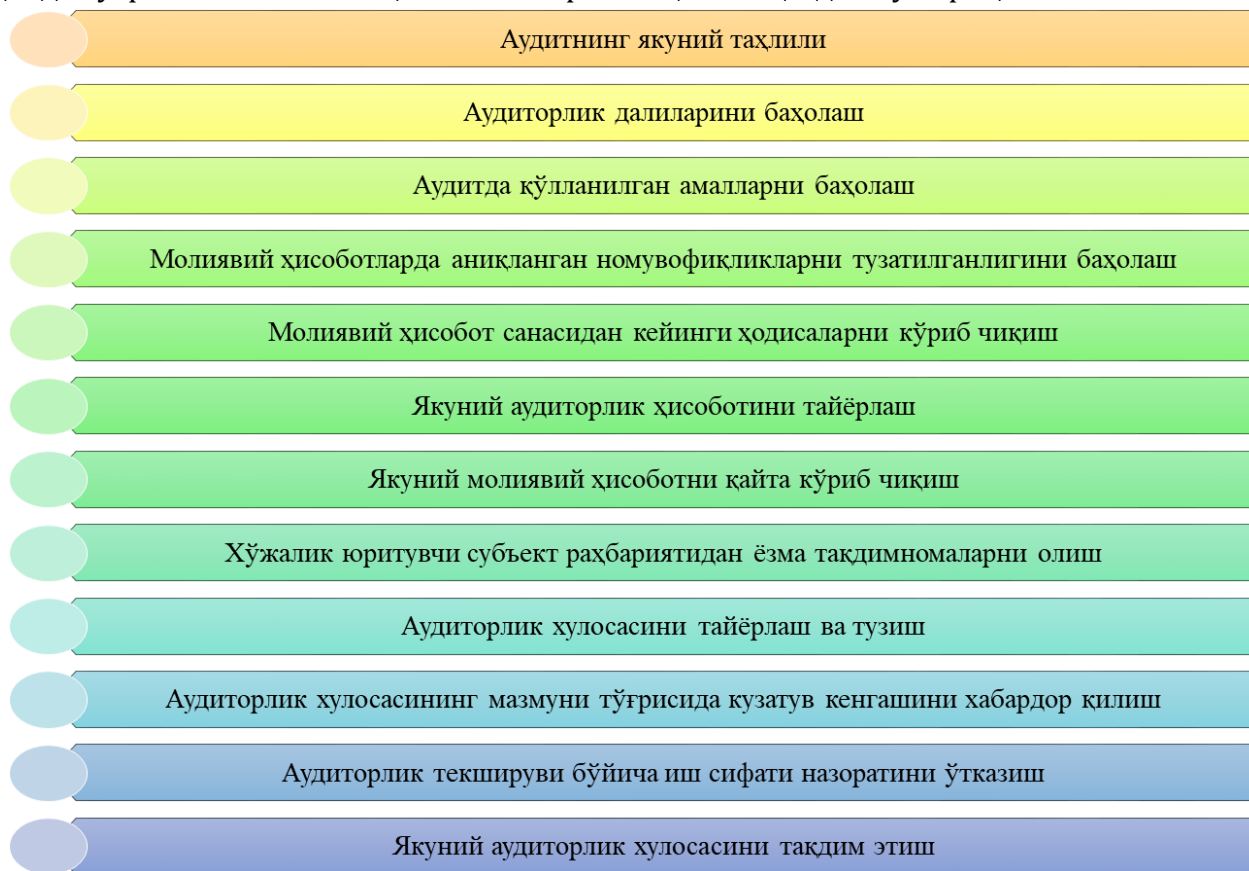 Аудитнинг якуний таҳлили
Аудиторлик далиларини баҳолаш
Аудитда қўлланилган амалларни баҳолаш
Молиявий ҳисоботларда аниқланган номувофиқликларни тузатилганлигини баҳолаш
Молиявий ҳисобот санасидан кейинги ҳодисаларни кўриб чиқиш
Якуний аудиторлик ҳисоботини тайёрлаш
Якуний молиявий ҳисоботни қайта кўриб чиқиш
Хўжалик юритувчи субъект раҳбариятидан ёзма тақдимномаларни олиш
Аудиторлик хулосасини тайёрлаш ва тузиш
Аудиторлик хулосасининг мазмуни тўғрисида кузатув кенгашини хабардор қилиш
Аудиторлик текшируви бўйича иш сифати назоратини ўтказиш
Якуний аудиторлик хулосасини тақдим этиш